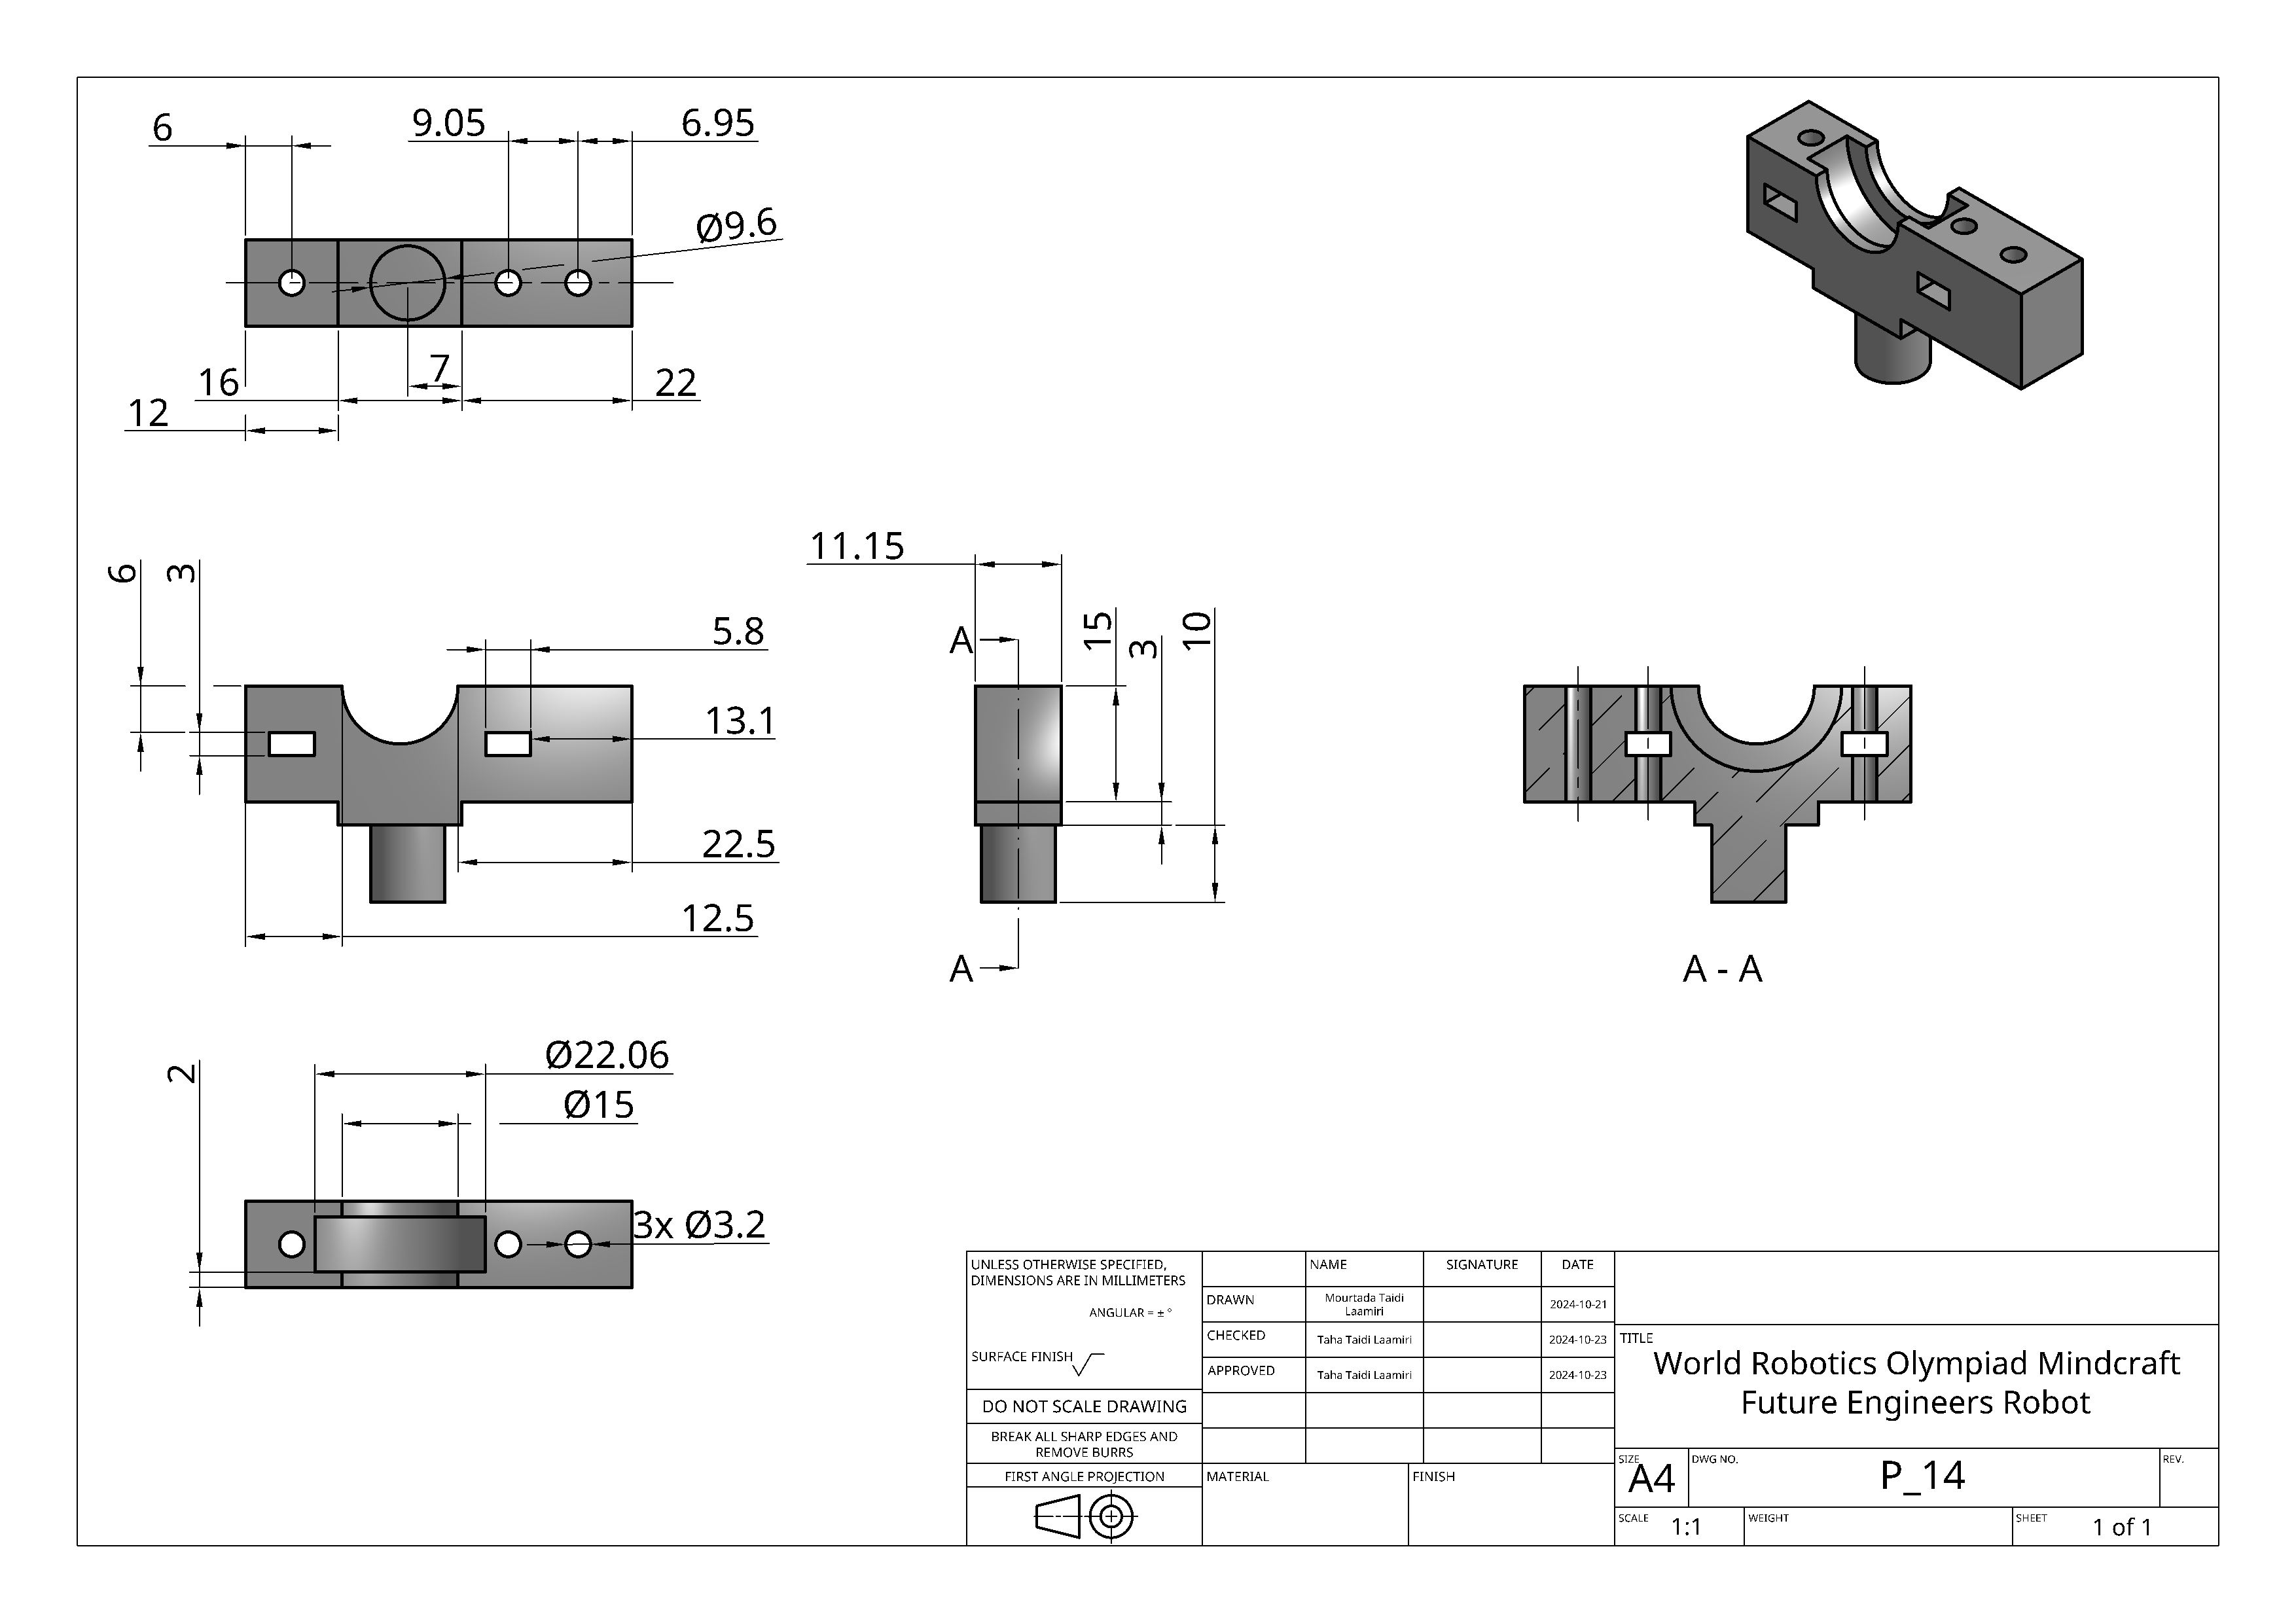 6
9.05
6.95
Ø9.6
7
16
22
12
6
3
5.8
13.1
22.5
12.5
11.15
A
15
3
10
A
A - A
2
Ø22.06
Ø15
3x Ø3.2
UNLESS OTHERWISE SPECIFIED,
DIMENSIONS ARE IN MILLIMETERS
ANGULAR = ± °
SURFACE FINISH
DO NOT SCALE DRAWING
BREAK ALL SHARP EDGES AND
REMOVE BURRS
FIRST ANGLE PROJECTION
NAME
SIGNATURE
DATE
DRAWN
Mourtada Taidi
Laamiri
2024-10-21
CHECKED
Taha Taidi Laamiri
2024-10-23
APPROVED
Taha Taidi Laamiri
2024-10-23
MATERIAL
FINISH
TITLE
World Robotics Olympiad Mindcraft
Future Engineers Robot
SIZE
A4
DWG NO.
P_14
REV.
SCALE
1:1
WEIGHT
SHEET
1 of 1